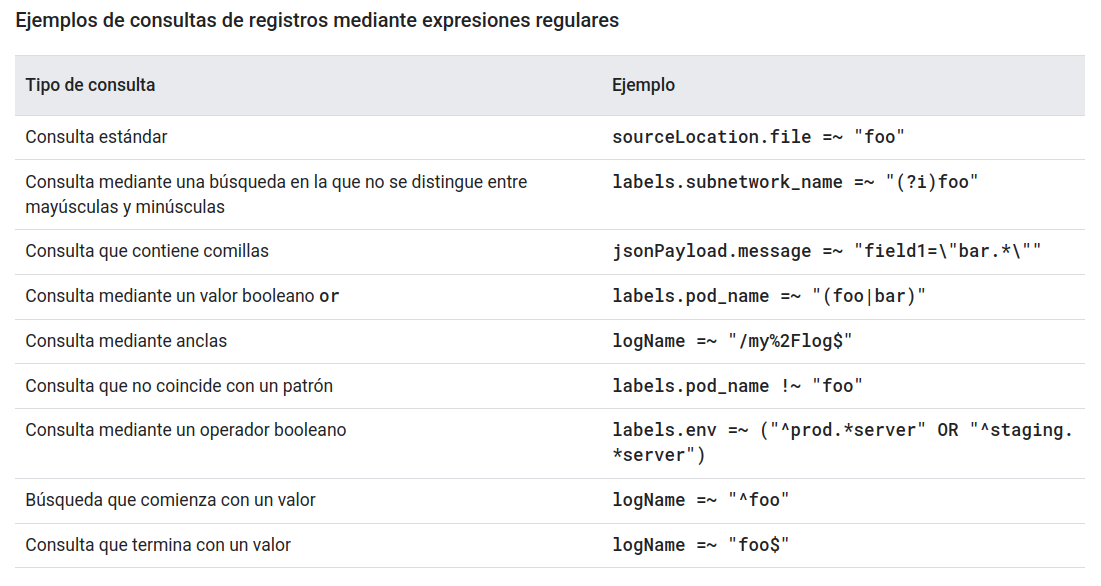 Ejemplos de consultas de registros mediante expresiones regulares
Tipo de consulta Ejemplo
Consulta estándar sourceLocation.file =~ "foo"
Consulta mediante una búsqueda en la que no se distingue entre labels.subnetwork_name =~ "(?i)foo"
mayúsculas y minúsculas
Consulta que contiene comillas jsonPayload.message =~ "field1=\"bar.*\""
Consulta mediante un valor booleano or labels.pod_name =~ "(foo|bar)"
Consulta mediante anclas logName =~ "/my%2Flog$"
Consulta que no coincide con un patrón labels.pod_name !~ "foo"
Consulta mediante un operador booleano labels.env =~ ("^prod.*server" OR "^staging.
*server")
Búsqueda que comienza con un valor logName =~ "^foo"
Consulta que termina con un valor logName =~ "foo$"